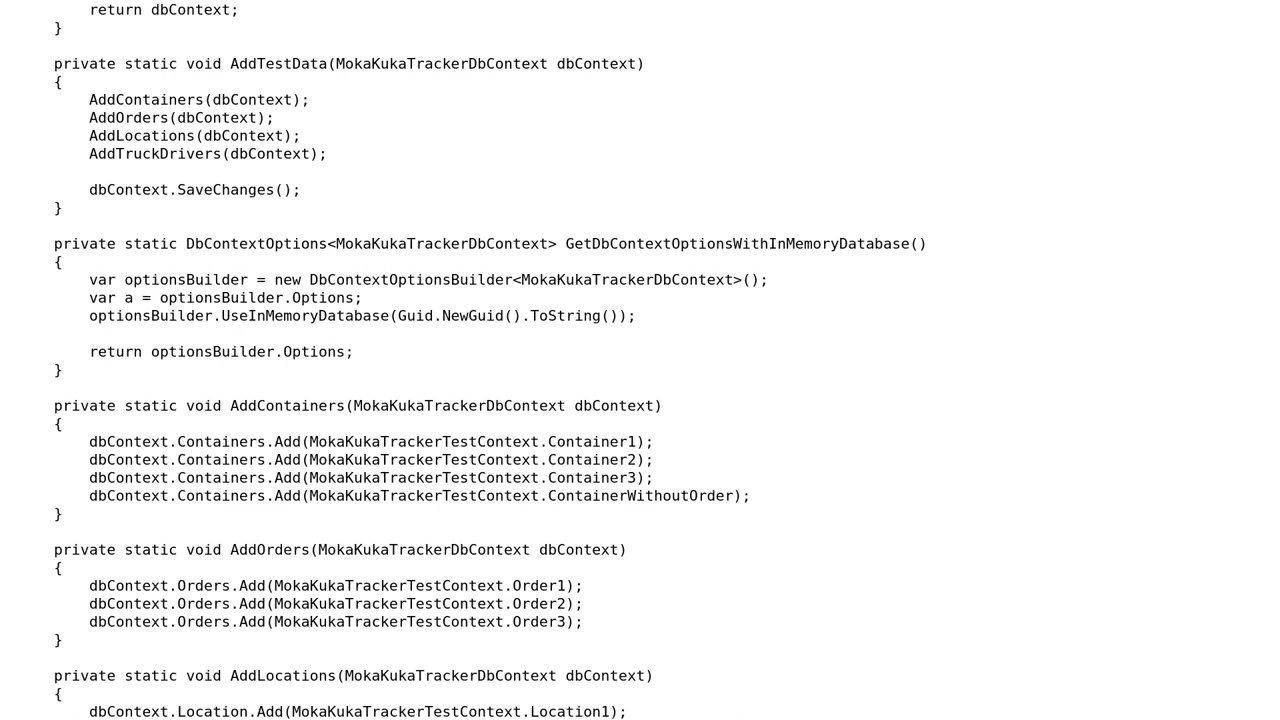 return dbContext;
}
private static void AddTestData(MokaKukaTrackerDbContext dbContext)
{
AddContainers(dbContext);
AddOrders(dbContext);
AddLocations(dbContext);
AddTruckDrivers(dbContext);
dbContext.SaveChanges();
}
private static DbContextOptions<MokaKukaTrackerDbContext> GetDbContextOptionsWithInMemoryDatabase()
{
var optionsBuilder = new DbContextOptionsBuilder<MokaKukaTrackerDbContext>();
var a = optionsBuilder.Options;
optionsBuilder.UseInMemoryDatabase(Guid.NewGuid().ToString());
return optionsBuilder.Options;
}
private static void AddContainers(MokaKukaTrackerDbContext dbContext)
{
dbContext.Containers.Add(MokaKukaTrackerTestContext.Container1);
dbContext.Containers.Add(MokaKukaTrackerTestContext.Container2);
dbContext.Containers.Add(MokaKukaTrackerTestContext.Container3);
dbContext.Containers.Add(MokaKukaTrackerTestContext.ContainerWithoutOrder);
}
private static void AddOrders(MokaKukaTrackerDbContext dbContext)
{
dbContext.Orders.Add(MokaKukaTrackerTestContext.Order1);
dbContext.Orders.Add(MokaKukaTrackerTestContext.Order2);
dbContext.Orders.Add(MokaKukaTrackerTestContext.Order3);
}
private static void AddLocations(MokaKukaTrackerDbContext dbContext)
{
dbContext.Location.Add(MokaKukaTrackerTestContext.Location1);